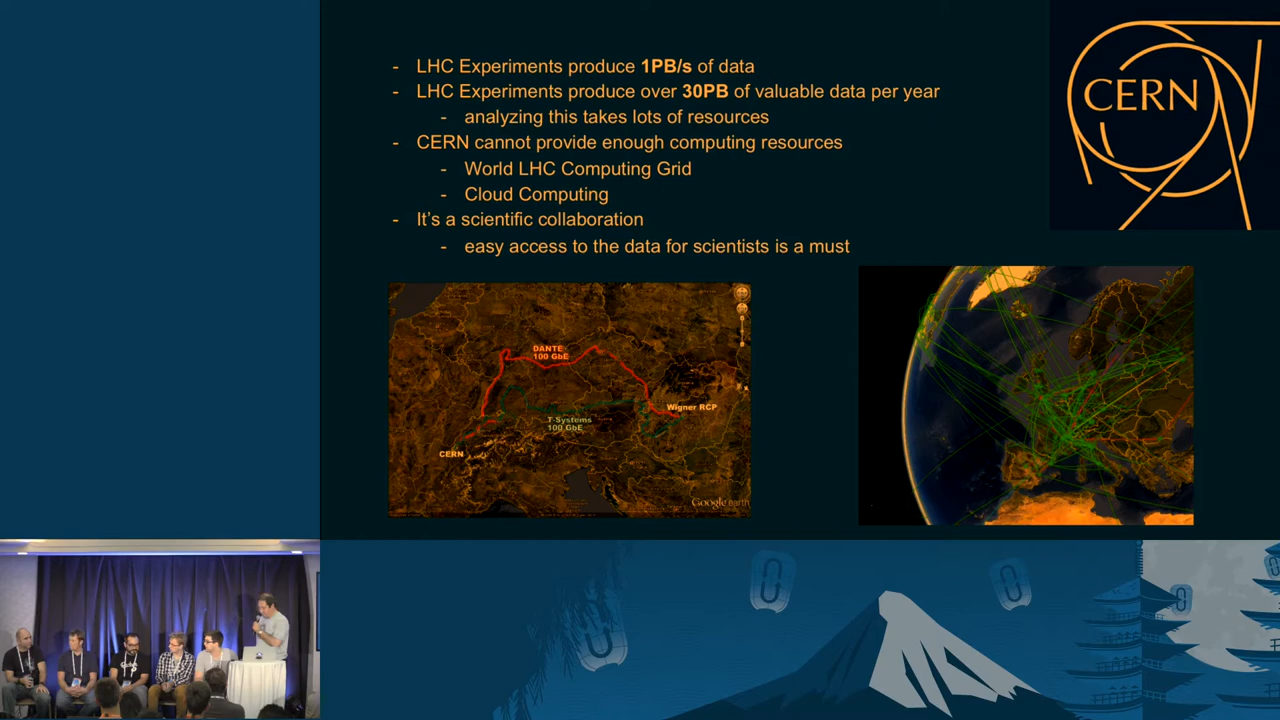 - LHC Experiments produce 1PB/s of data
- LHC Experiments produce over 30PB of valuable data per year
- analyzing this takes lots of resources
- CERN cannot provide enough computing resources
- World LHC Computing Grid
- Cloud Computing
- It's a scientific collaboration
- easy access to the data for scientists is a must
CERN
DANTE
100 GbE
Wigner RCP
T-Systems
100 GbE
CERN
Google earth